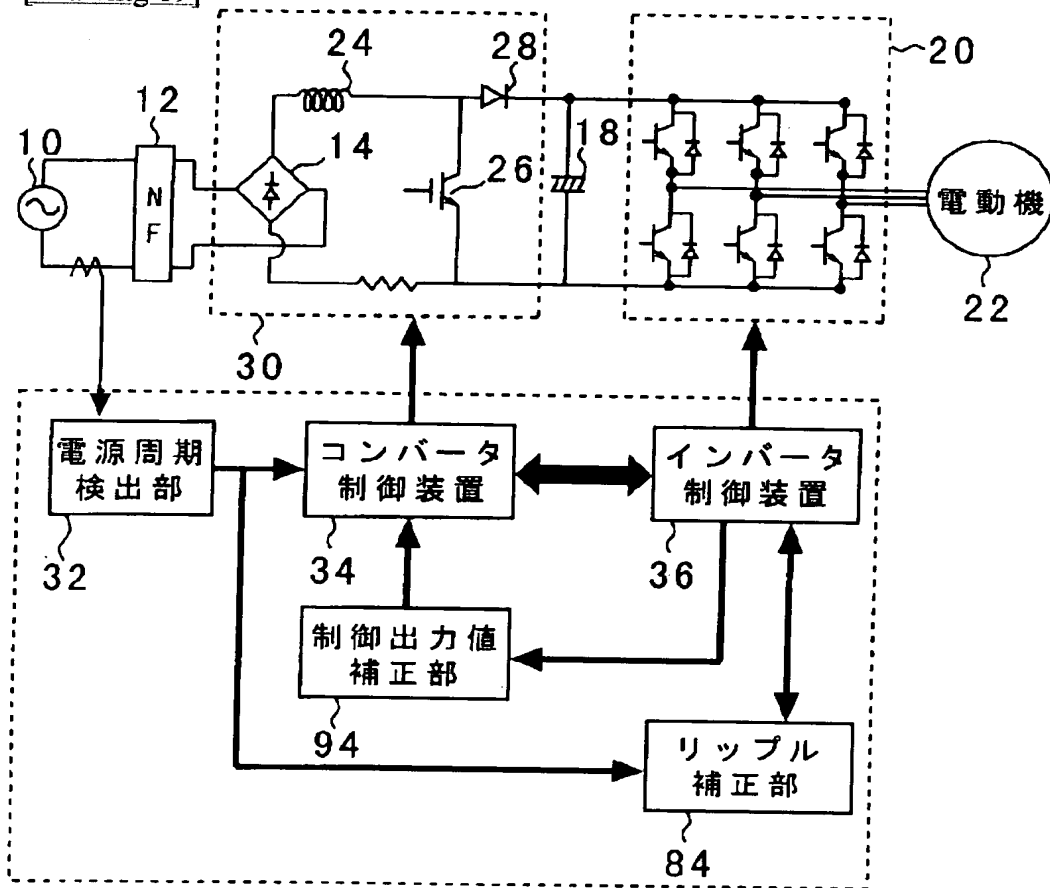 24
28
20
12
10
14
18
26
N
F
電動機
22
30
電源周期
検出部
コンバータ
制御装置
インバータ
制御装置
32
34
36
制御出力値
補正部
94
リップル
補正部
84